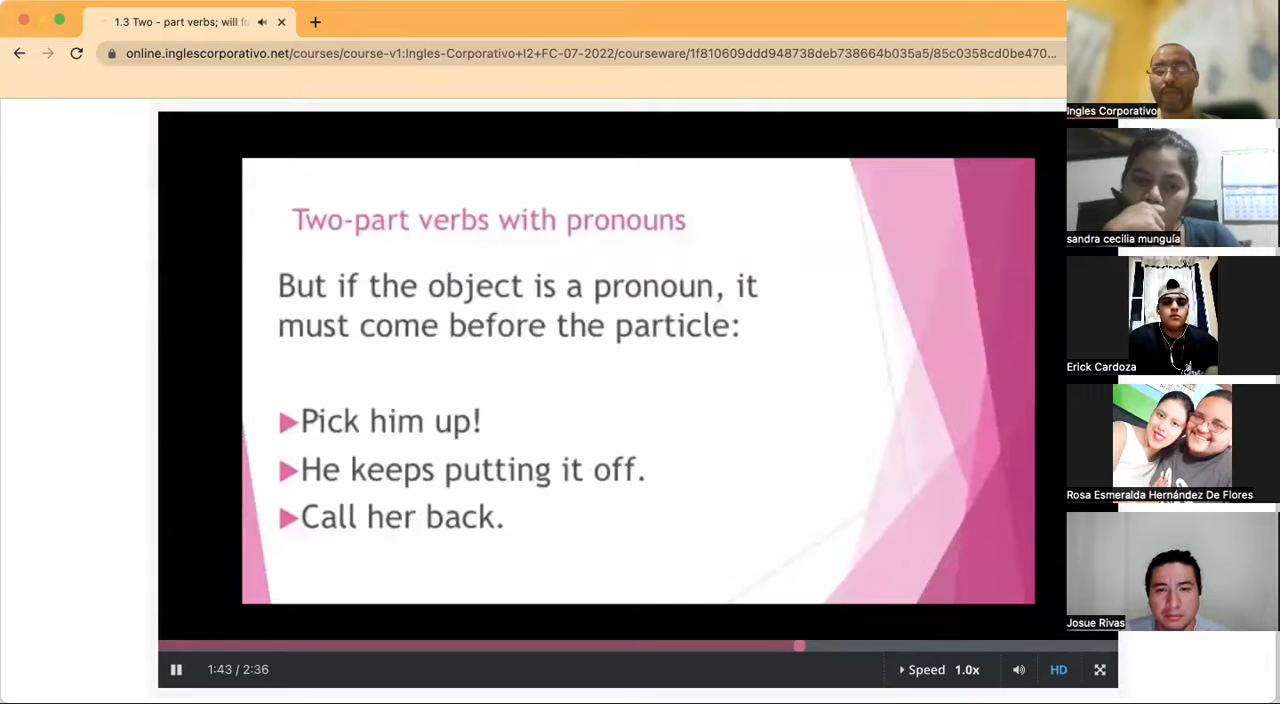 1.3 Two - part verbs; will fo
online.inglescorporativo.net/courses/course-v1:Ingles-Corporativo+I2+FC-07-2022/courseware/1f810609ddd948738deb738664b035a5/85c0358cd0be470...
Two-part verbs with pronouns
But if the object is a pronoun, it
must come before the particle:
Pick him up!
He keeps putting it off.
Call her back.
1:43 / 2:36
Speed 1.0x
HD
Ingles Corporativo
sandra cecilia munguía
Erick Cardoza
Rosa Esmeralda Hernández De Flores
Josue Rivas